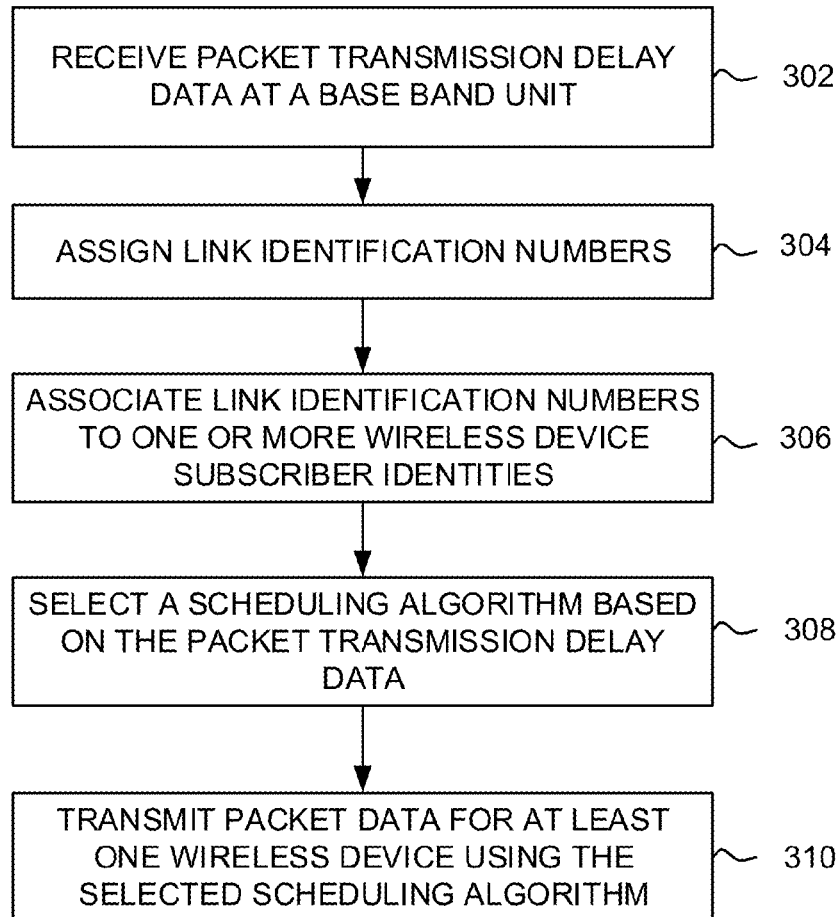 RECEIVE PACKET TRANSMISSION DELAY
DATA AT A BASE BAND UNIT
302
ASSIGN LINK IDENTIFICATION NUMBERS
304
ASSOCIATE LINK IDENTIFICATION NUMBERS
TO ONE OR MORE WIRELESS DEVICE
SUBSCRIBER IDENTITIES
306
SELECT A SCHEDULING ALGORITHM BASED
ON THE PACKET TRANSMISSION DELAY
DATA
308
TRANSMIT PACKET DATA FOR AT LEAST
ONE WIRELESS DEVICE USING THE
SELECTED SCHEDULING ALGORITHM
310